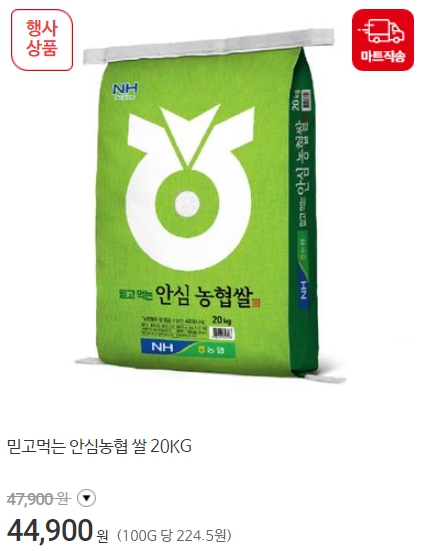 행사
상품
마트직송
NH
20kg
믿고 먹는 안심 농협쌀
믿고 먹는 안심 농협쌀
20kg
NH 농협
NH
믿고먹는 안심농협 쌀 20KG
47,900 원
44,900 원 (100G 당 224.5원)